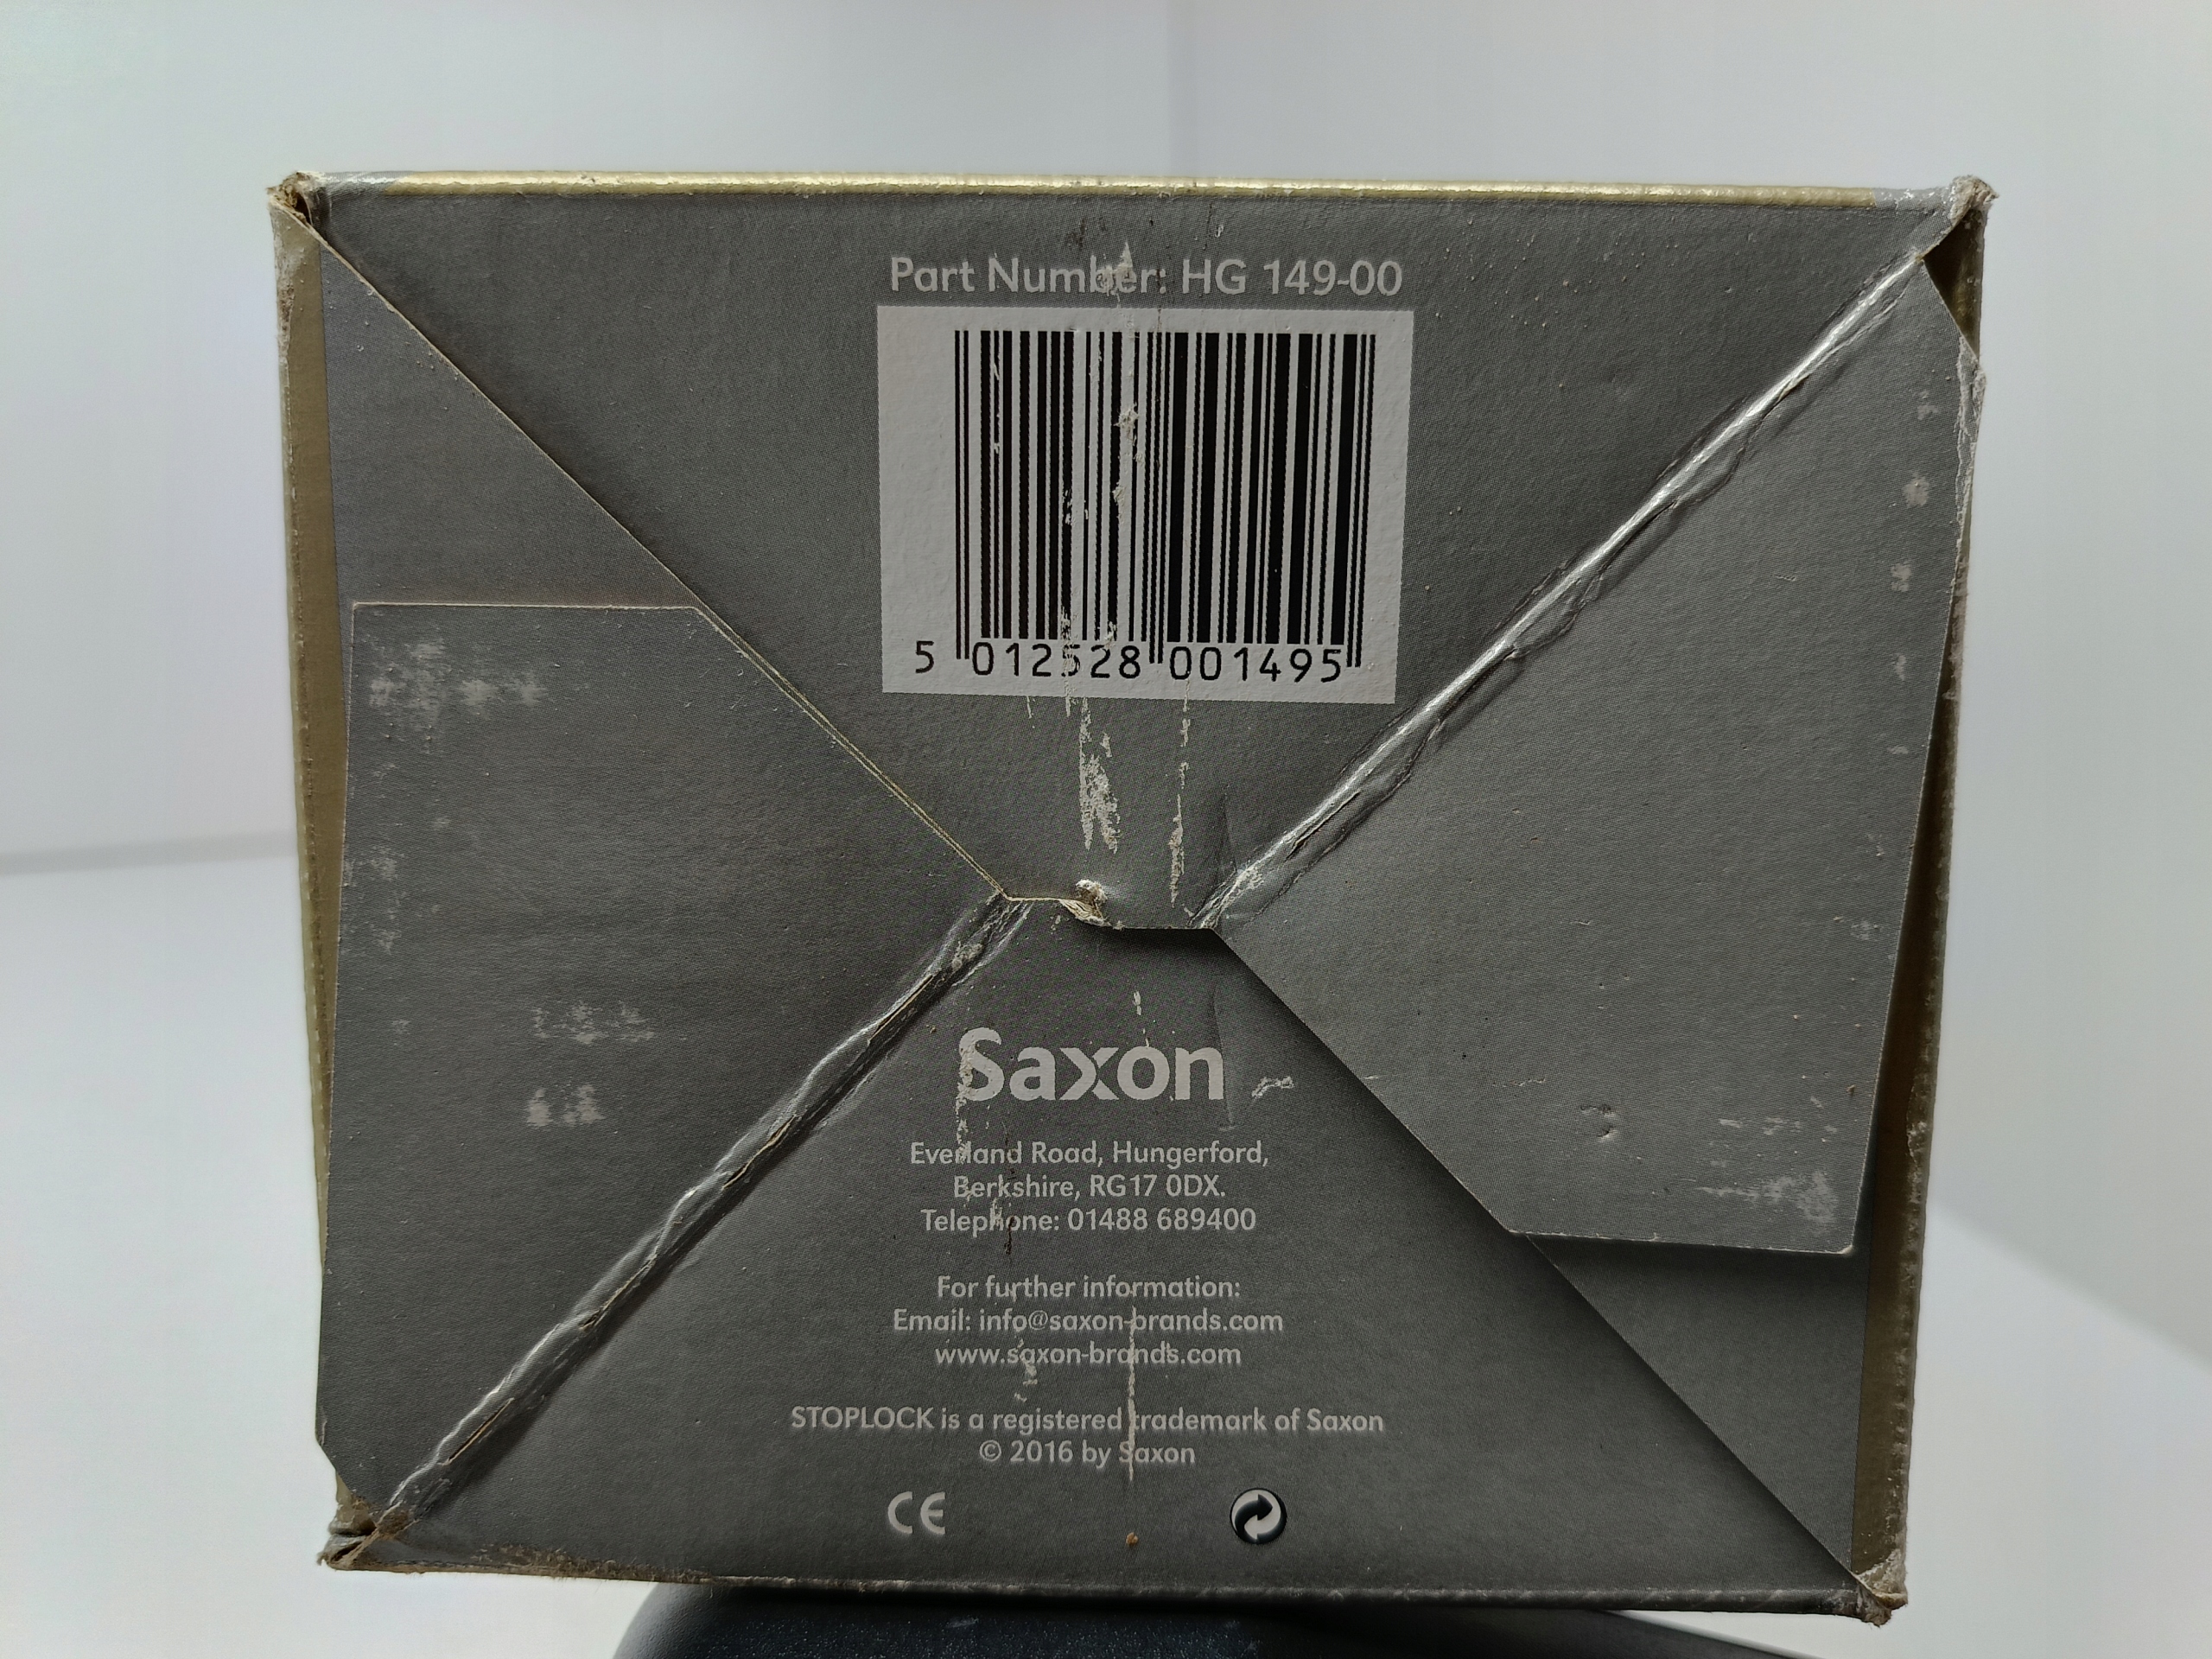 Part Number: HG 149-00
5 012528 001495
Saxon
Everland Road, Hungerford,
Berkshire, RG17 0DX.
Telephone: 01488 689400
For further information:
Email: info@saxon-brands.com
www.saxon-brands.com
STOPLOCK is a registered trademark of Saxon
© 2016 by Saxon
CE